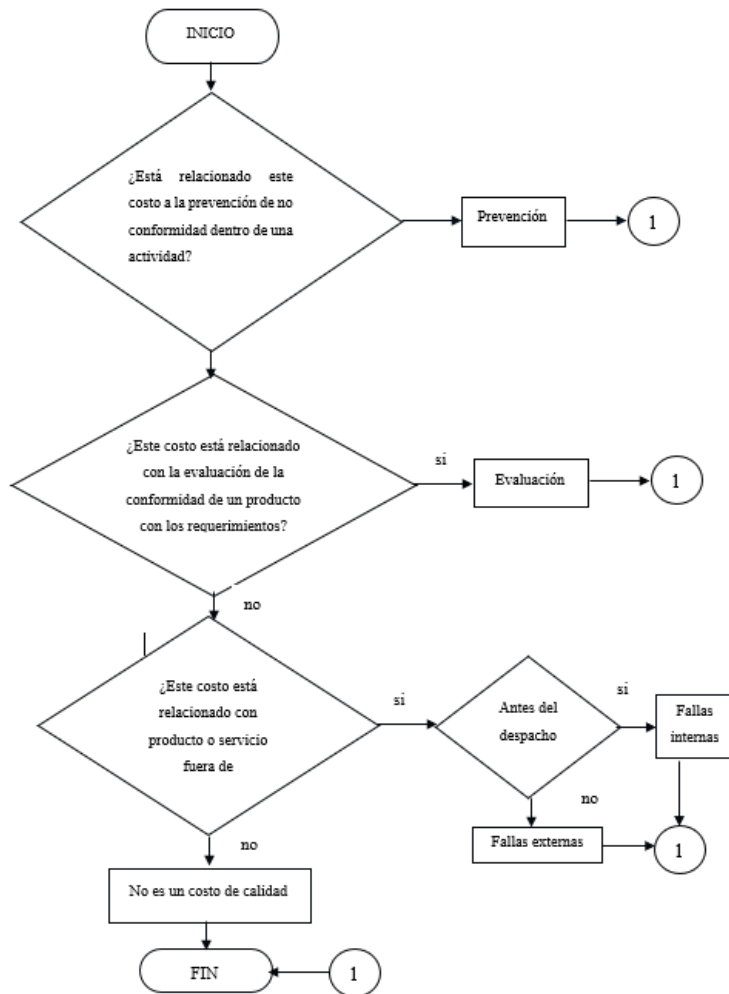 INICIO
¿Está relacionado este
costo a la prevención de no
conformidad dentro de una
actividad?
Prevención
1
¿Este costo está relacionado
con la evaluación de la
conformidad de un producto
con los requerimientos?
si
Evaluación
1
no
¿Este costo está
relacionado con
producto o servicio
fuera de
si
Antes del
despacho
si
Fallas
internas
no
Fallas externas
1
no
No es un costo de calidad
FIN
1